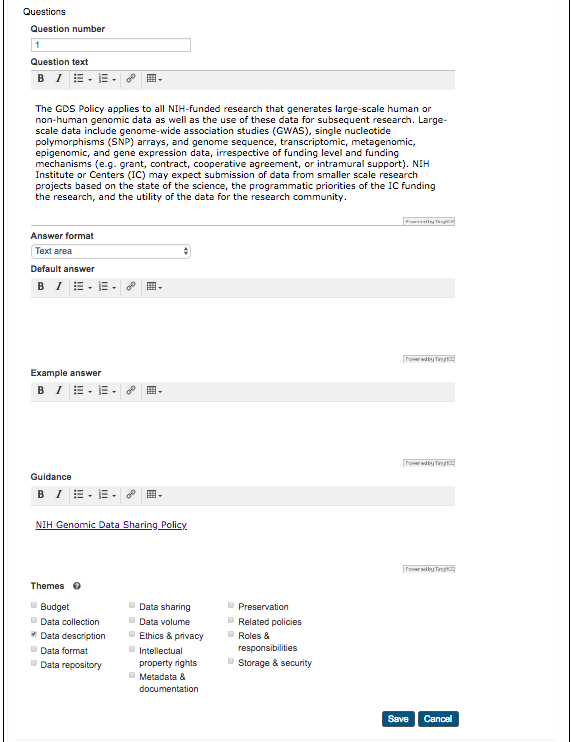 Questions
Question number
1
Question text
B I
The GDS Policy applies to all NIH-funded research that generates large-scale human or
non-human genomic data as well as the use of these data for subsequent research. Large-
scale data include genome-wide association studies (GWAS), single nucleotide
polymorphisms (SNP) arrays, and genome sequence, transcriptomic, metagenomic,
epigenomic, and gene expression data, irrespective of funding level and funding
mechanisms (e.g. grant, contract, cooperative agreement, or intramural support). NIH
Institute or Centers (IC) may expect submission of data from smaller scale research
projects based on the state of the science, the programmatic priorities of the IC funding
the research, and the utility of the data for the research community.
Powered by TinyMCE
Answer format
Text area
Default answer
B I
Powered by TinyMCE
Example answer
B I
Powered by TinyMCE
Guidance
B I
NIH Genomic Data Sharing Policy
Powered by TinyMCE
Themes ?
Budget
Data collection
Data description
Data format
Data repository
Data sharing
Data volume
Ethics & privacy
Intellectual
property rights
Metadata &
documentation
Preservation
Related policies
Roles &
responsibilities
Storage & security
Save Cancel